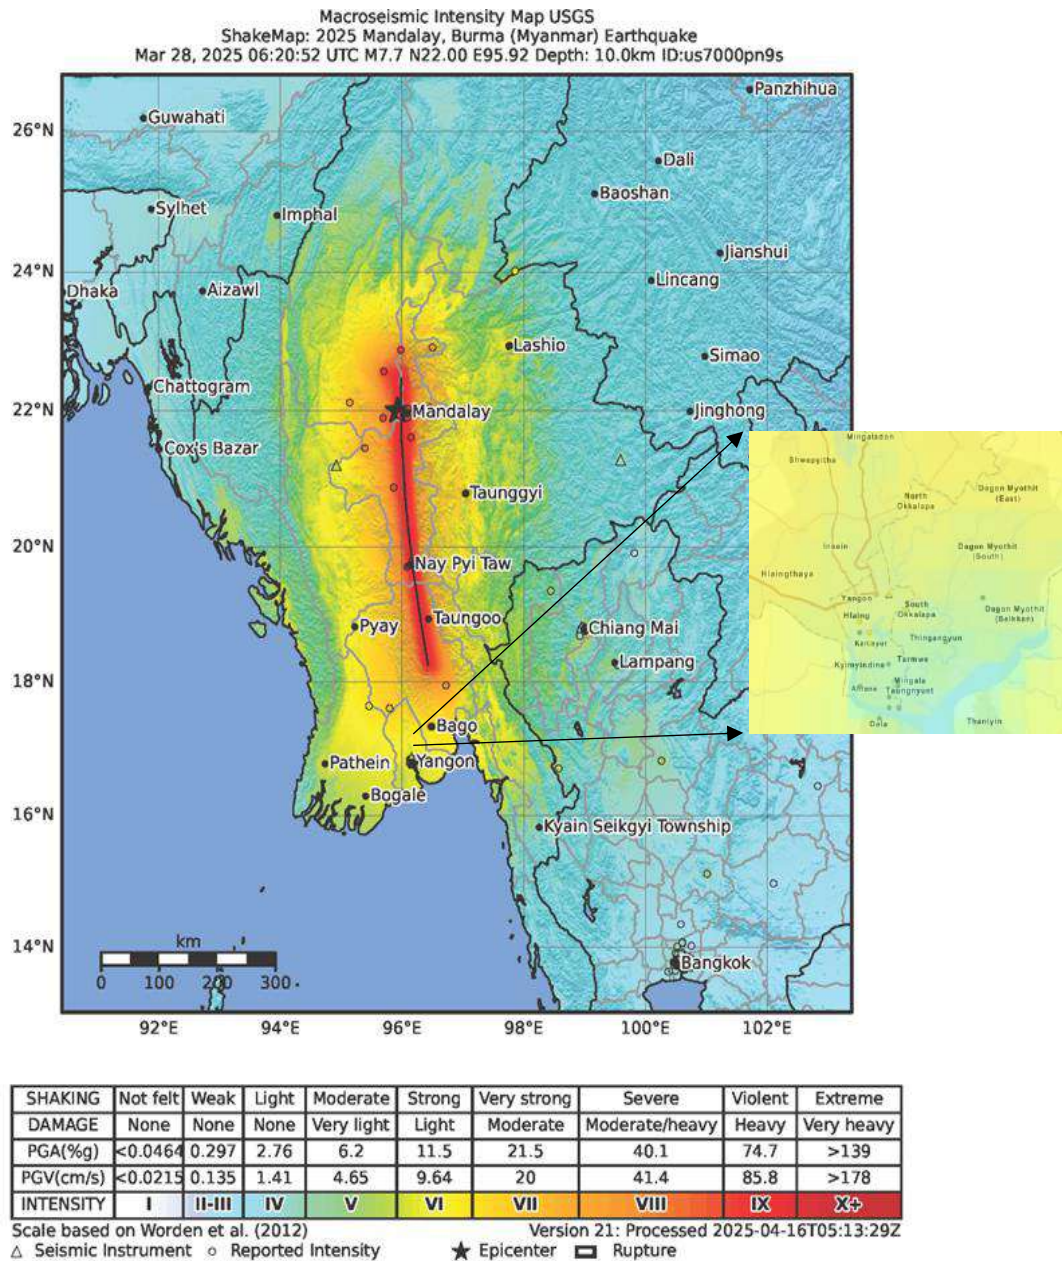 Macroseismic Intensity Map USGS
ShakeMap: 2025 Mandalay, Burma (Myanmar) Earthquake
Mar 28, 2025 06:20:52 UTC M7.7 N22.00 E95.92 Depth: 10.0km ID:us7000pn9s
Panzhihua
Guwahati
26°N
Dali
Baoshan
Sylhet
Imphal
Jianshui
24°N
Lincang
Dhaka
Aizawl
Lashio
Simao
Chattogram
22°N
Mandalay
Jinghong
Cox's Bazar
Taunggyi
20°N
Nay Pyi Taw
Pyay
Taungoo
Chiang Mai
Lampang
18°N
Bago
Pathein
Yangon
Bogale
16°N
Kyain Seikgyi Township
km
14°N
Bangkok
0 100 200 300
92°E 94°E 96°E 98°E 100°E 102°E
Mingaladon
Shwepyitha
Dagon Myothit
(East)
North
Okkalapa
Insein
Dagon Myothit
(South)
Hlaingthaya
Yangon
South
Okkalapa
Hlaing
Dagon Myothit
(Seikkan)
Thingangyun
Kamayut
Kyimyindine
Tamwe
Mingala
Taungnyunt
Ahlone
Dala
Thanlyin
SHAKING Not felt Weak Light Moderate Strong Very strong Severe Violent Extreme
DAMAGE None None None Very light Light Moderate Moderate/heavy Heavy Very heavy
PGA(%g) <0.0464 0.297 2.76 6.2 11.5 21.5 40.1 74.7 >139
PGV(cm/s) <0.0215 0.135 1.41 4.65 9.64 20 41.4 85.8 >178
INTENSITY I II-III IV V VI VII VIII IX X+
Scale based on Worden et al. (2012) Version 21: Processed 2025-04-16T05:13:29Z
Seismic Instrument Reported Intensity Epicenter Rupture